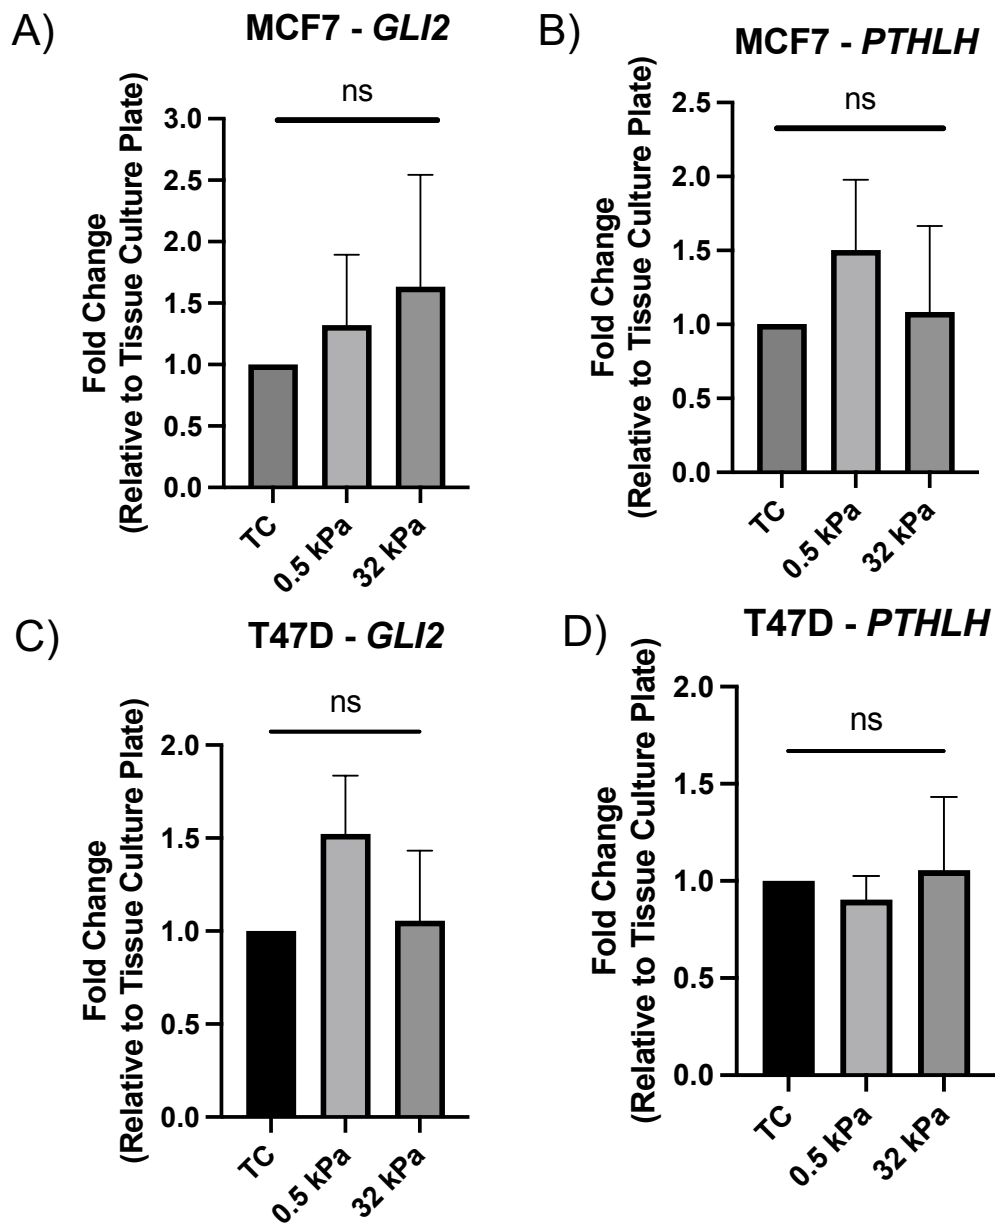 A)
MCF7 - GLI2
ns
Fold Change
(Relative to Tissue Culture Plate)
3.0
2.5
2.0
1.5
1.0
0.5
0.0
TC
0.5 kPa
32 kPa
B)
MCF7 - PTHLH
ns
Fold Change
(Relative to Tissue Culture Plate)
2.5
2.0
1.5
1.0
0.5
0.0
TC
0.5 kPa
32 kPa
C)
T47D - GLI2
ns
Fold Change
(Relative to Tissue Culture Plate)
2.0
1.5
1.0
0.5
0.0
TC
0.5 kPa
32 kPa
D)
T47D - PTHLH
ns
Fold Change
(Relative to Tissue Culture Plate)
2.0
1.5
1.0
0.5
0.0
TC
0.5 kPa
32 kPa